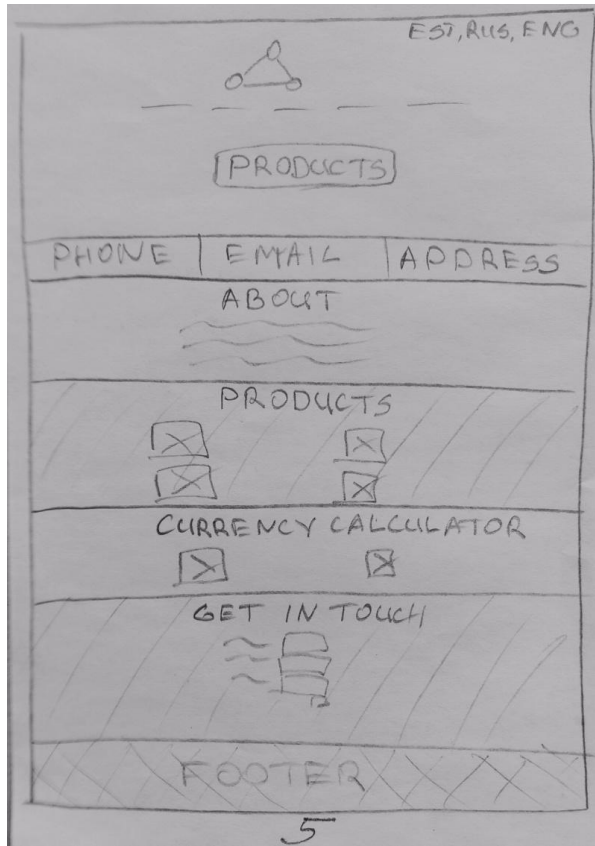 EST, RUS, ENG
PRODUCTS
PHONE EMAIL ADDRESS
ABOUT
PRODUCTS
CURRENCY CALCULATOR
GET IN TOUCH
FOOTER
5